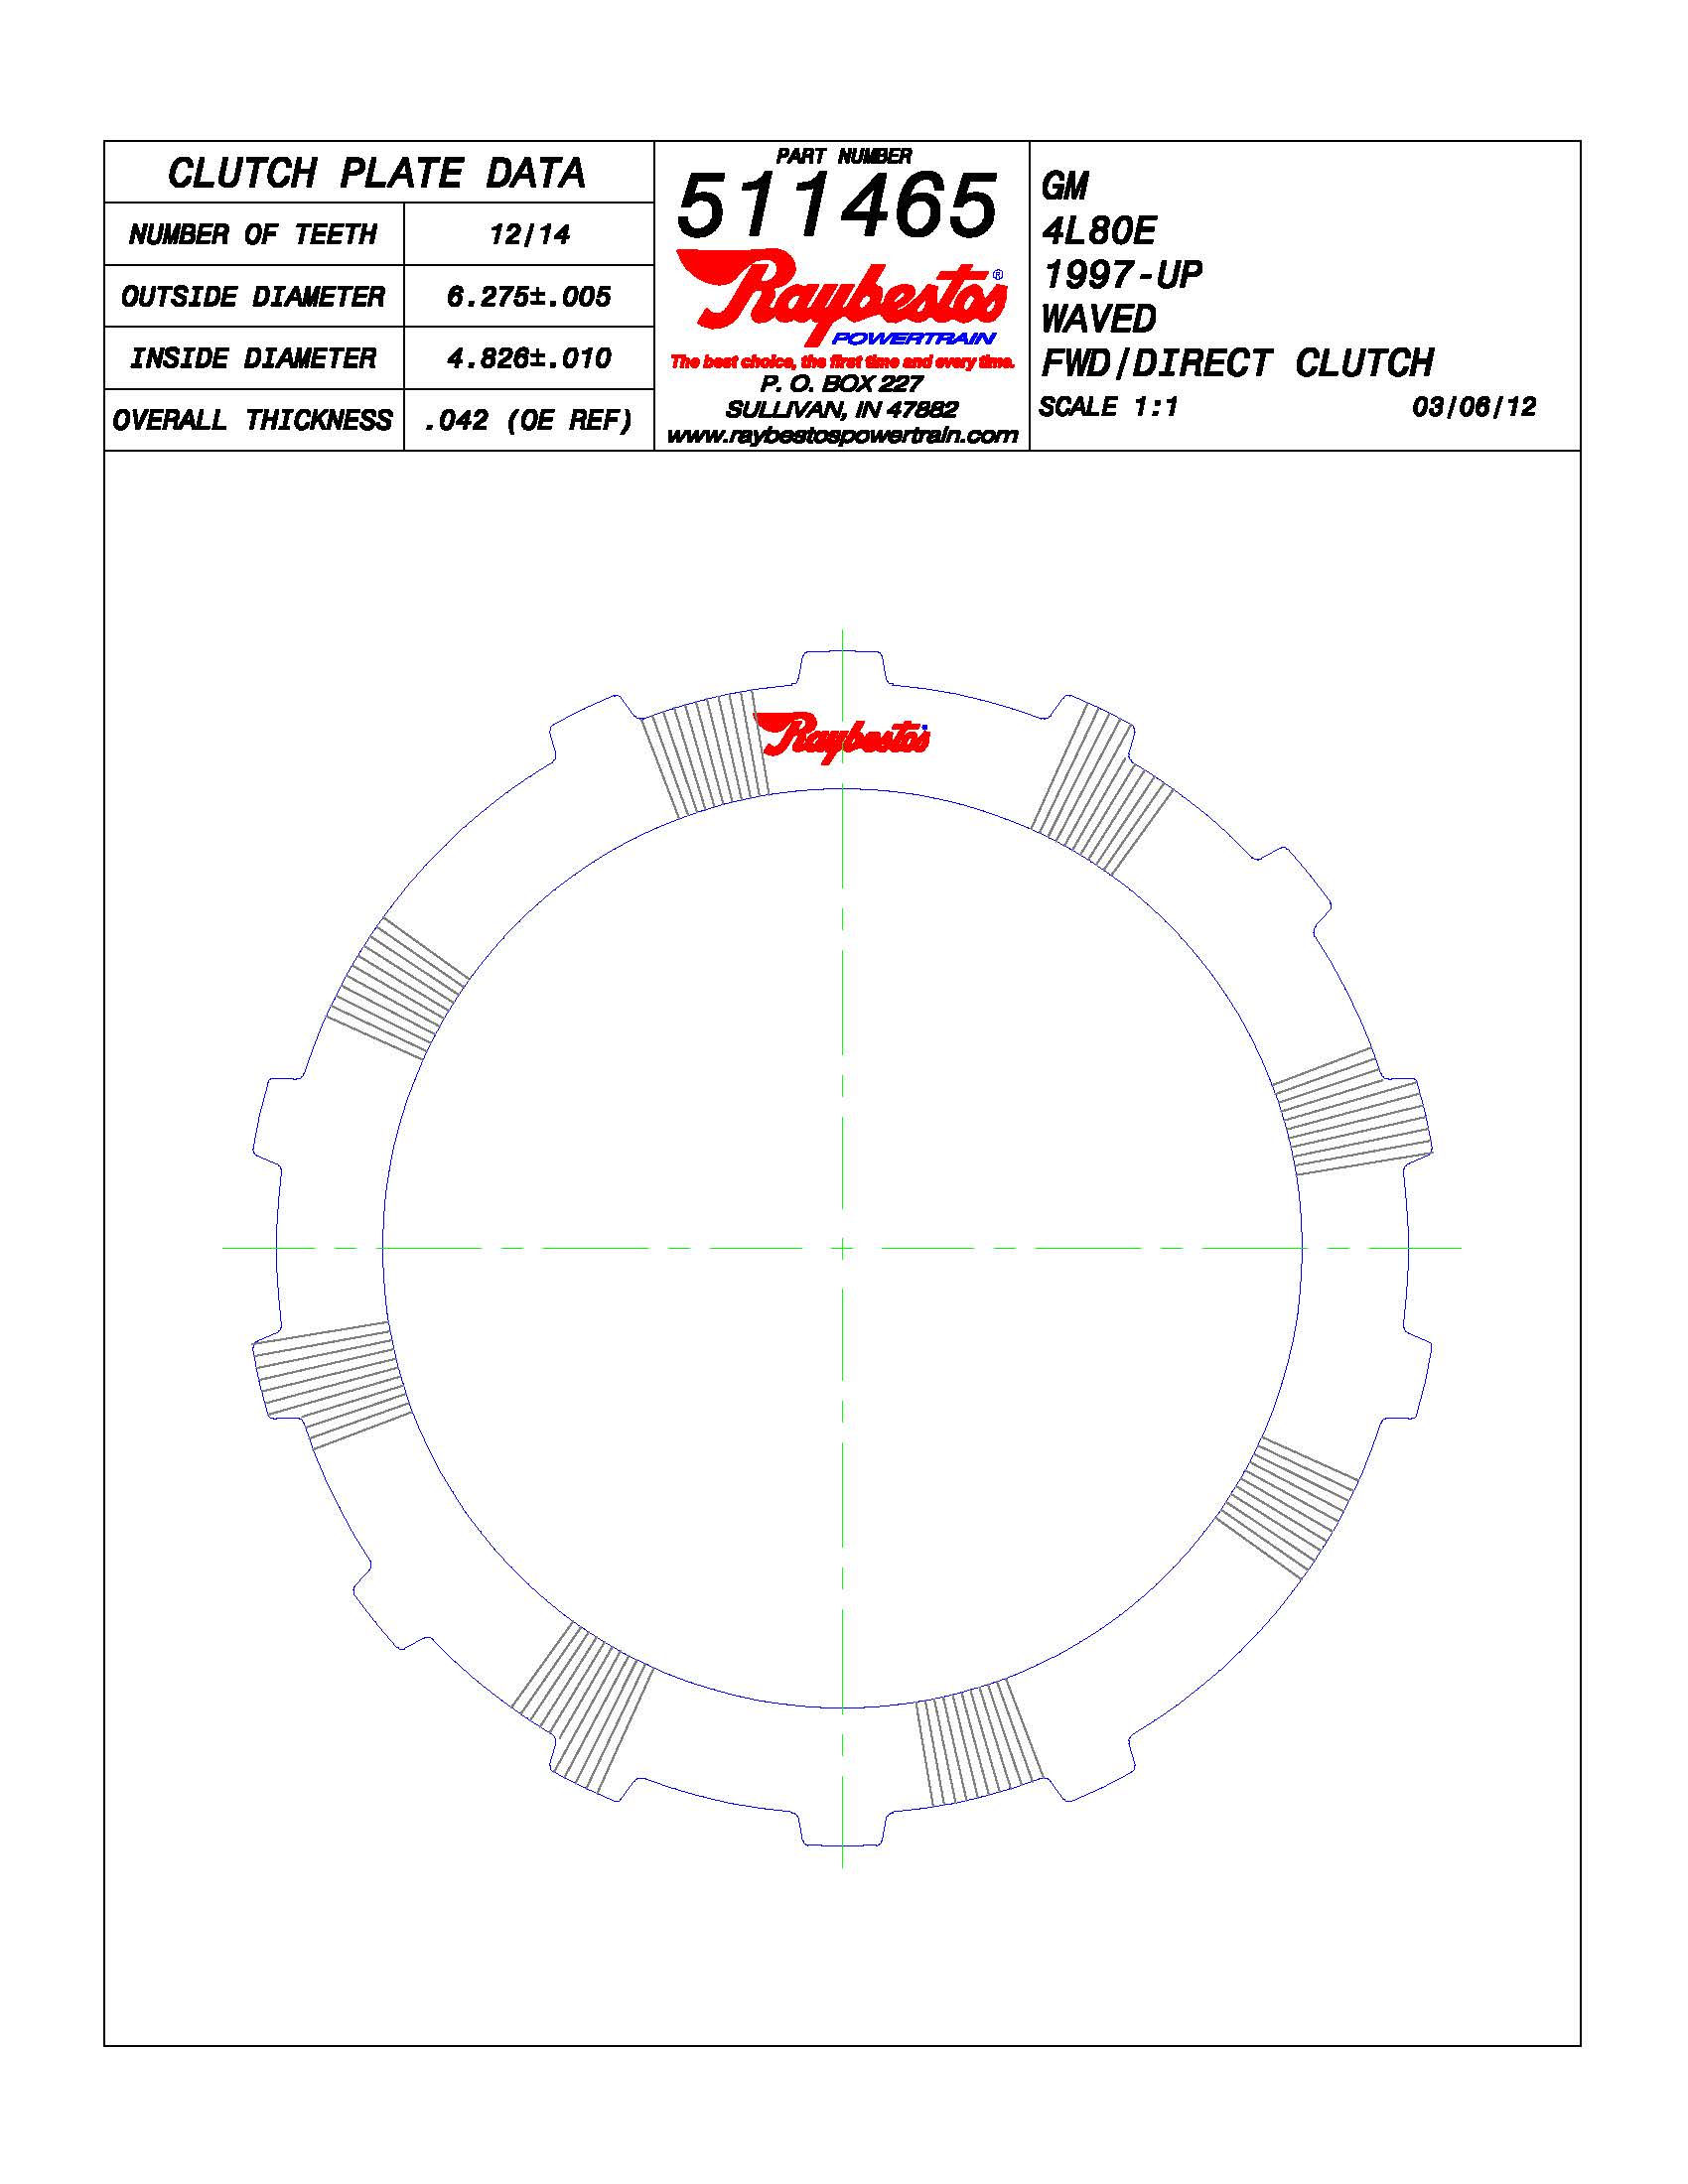 CLUTCH PLATE DATA
NUMBER OF TEETH 12/14
OUTSIDE DIAMETER 6.275±.005
INSIDE DIAMETER 4.826±.010
OVERALL THICKNESS .042 (OE REF)
PART NUMBER
511465
Raybestos®
POWERTRAIN
The best choice, the first time and every time.
P. O. BOX 227
SULLIVAN, IN 47882
www.raybestospowertrain.com
GM
4L80E
1997-UP
WAVED
FWD/DIRECT CLUTCH
SCALE 1:1 03/06/12
Raybestos